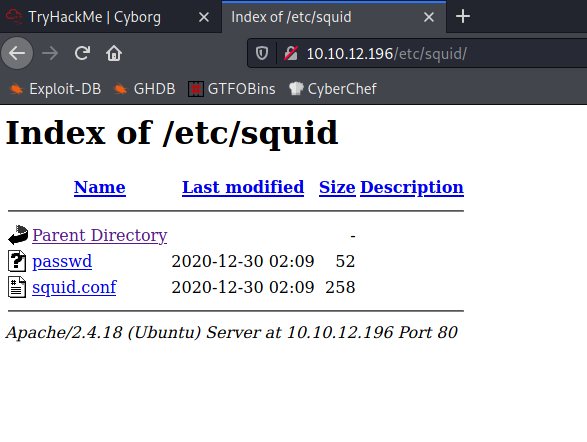 TryHackMe | Cyborg
Index of /etc/squid
10.10.12.196/etc/squid/
Exploit-DB GHDB GTFOBins CyberChef
Index of /etc/squid
Name Last modified Size Description
Parent Directory -
passwd 2020-12-30 02:09 52
squid.conf 2020-12-30 02:09 258
Apache/2.4.18 (Ubuntu) Server at 10.10.12.196 Port 80